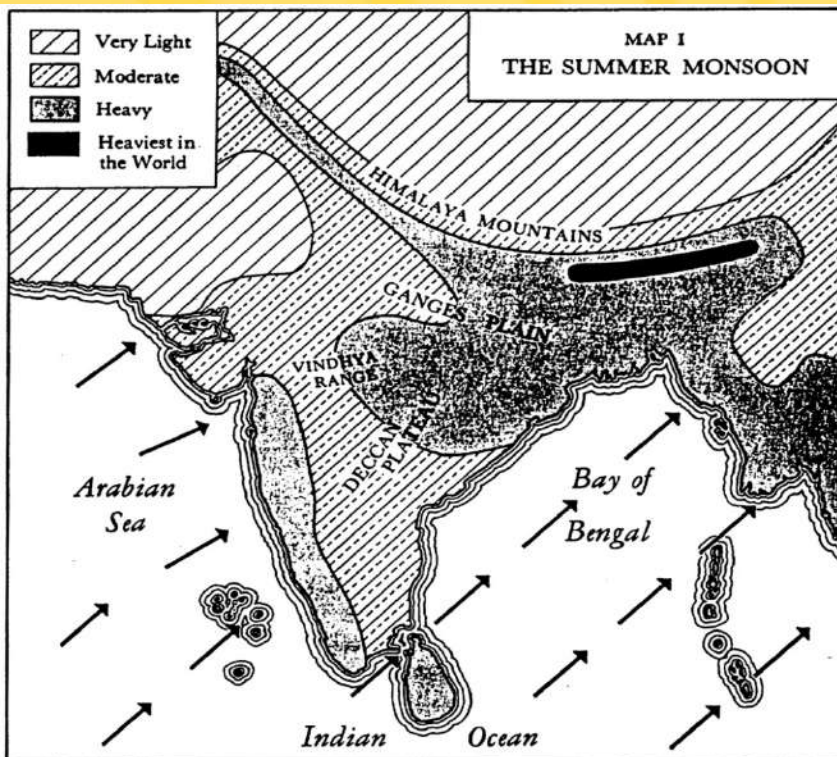 Very Light
Moderate
Heavy
Heaviest in
the World
MAP I
THE SUMMER MONSOON
HIMALAYA MOUNTAINS
GANGES PLAIN
VINDHYA
RANGE
DECCAN
PLATEAU
Arabian
Sea
Bay of
Bengal
Indian Ocean